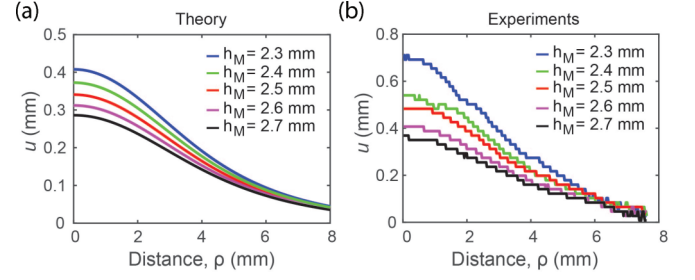 (a)
Theory
u (mm)
0.5
0.4
0.3
0.2
0.1
0
h_M = 2.3 mm
h_M = 2.4 mm
h_M = 2.5 mm
h_M = 2.6 mm
h_M = 2.7 mm
0 2 4 6 8
Distance, ρ (mm)
(b)
Experiments
u (mm)
0.8
0.6
0.4
0.2
0
h_M = 2.3 mm
h_M = 2.4 mm
h_M = 2.5 mm
h_M = 2.6 mm
h_M = 2.7 mm
0 2 4 6 8
Distance, ρ (mm)